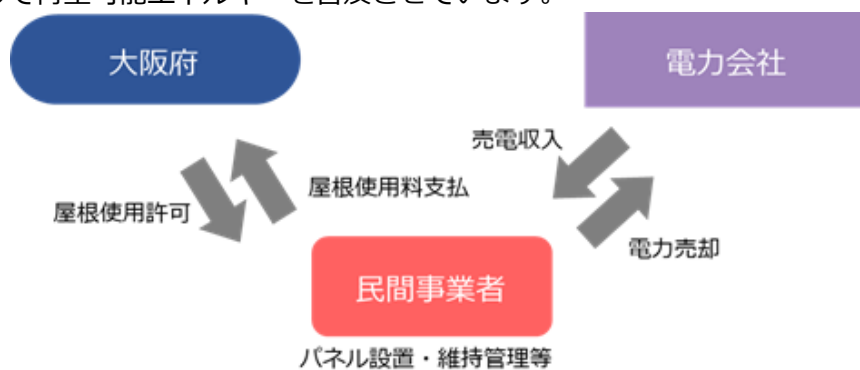 大阪府
電力会社
売電収入
屋根使用料支払
屋根使用許可
電力売却
民間事業者
パネル設置・維持管理等